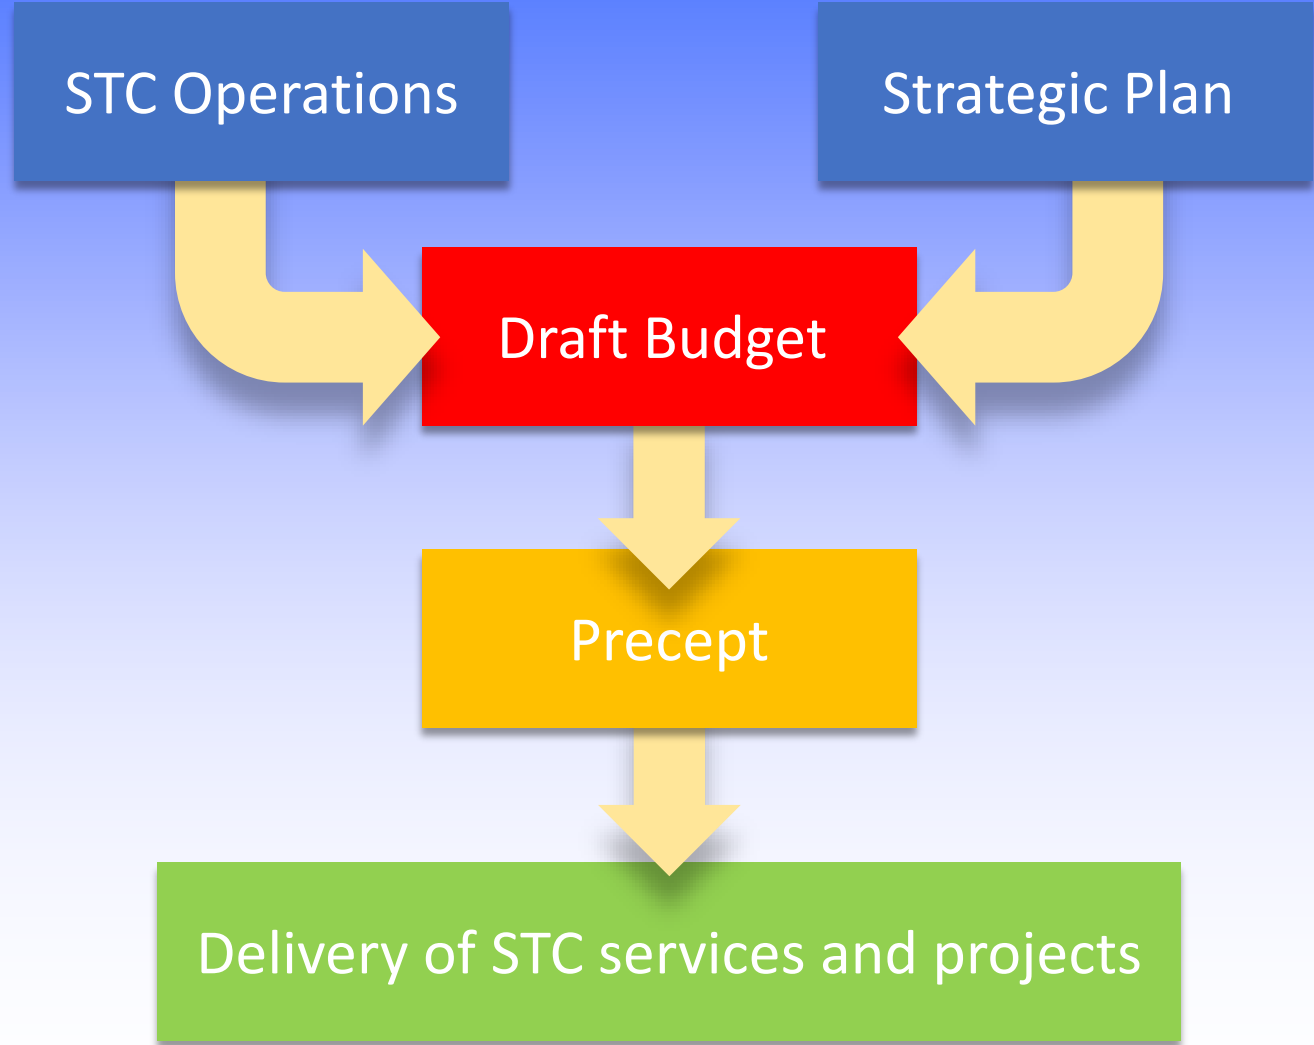 STC Operations
Strategic Plan
Draft Budget
Precept
Delivery of STC services and projects